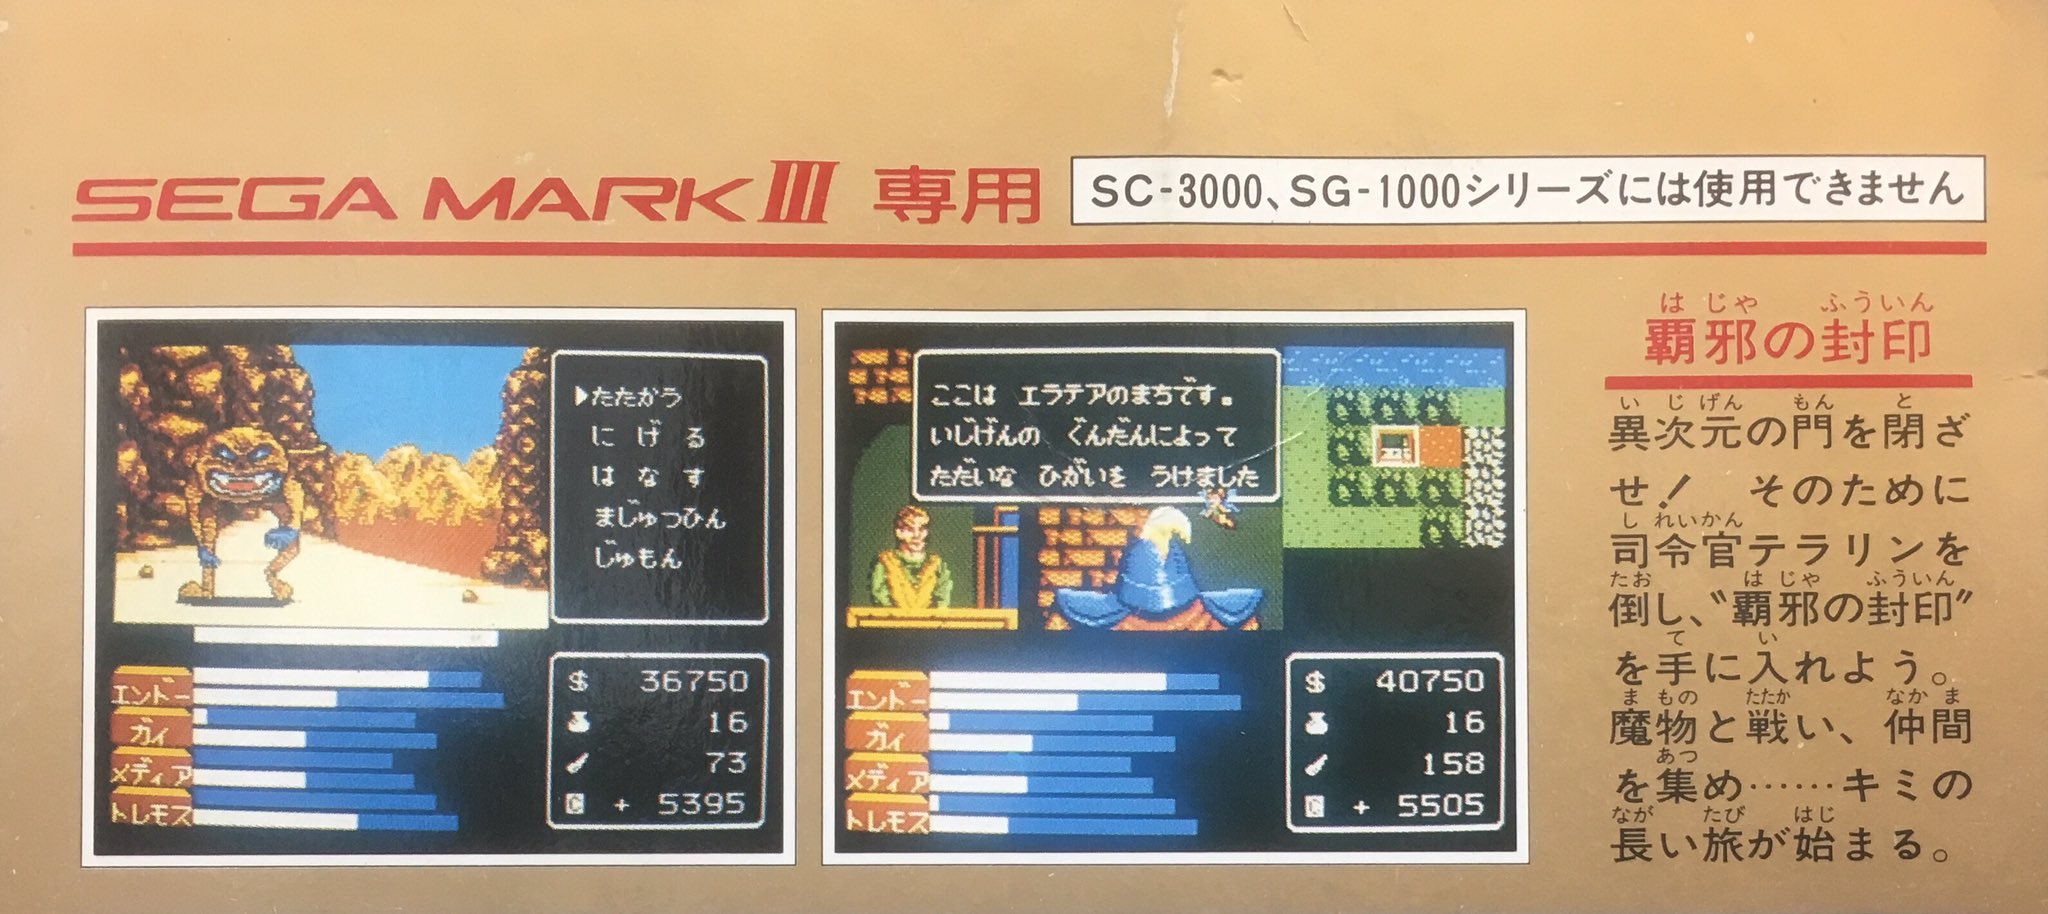 SEGA MARK III 専用
SC-3000、SG-1000シリーズには使用できません
▶たたかう
にげる
はなす
まじゅつひん
じゅもん
エンドー
ガイ
メディア
トレモス
$ 36750
16
73
C + 5395
ここは エラテアのまちです。
いじげんの ぐんだんによって
ただいな ひがいを うけました
エンドー
ガイ
メディア
トレモス
$ 40750
16
158
C + 5505
はじゃ ふういん
覇邪の封印
いじげん もん と
異次元の門を閉ざ
せ! そのために
しれいかん
司令官テラリンを
たお はじゃ ふういん
倒し、“覇邪の封印”
て い
を手に入れよう。
まもの たたか なかま
魔物と戦い、仲間
あつ
を集め……キミの
なが たび はじ
長い旅が始まる。